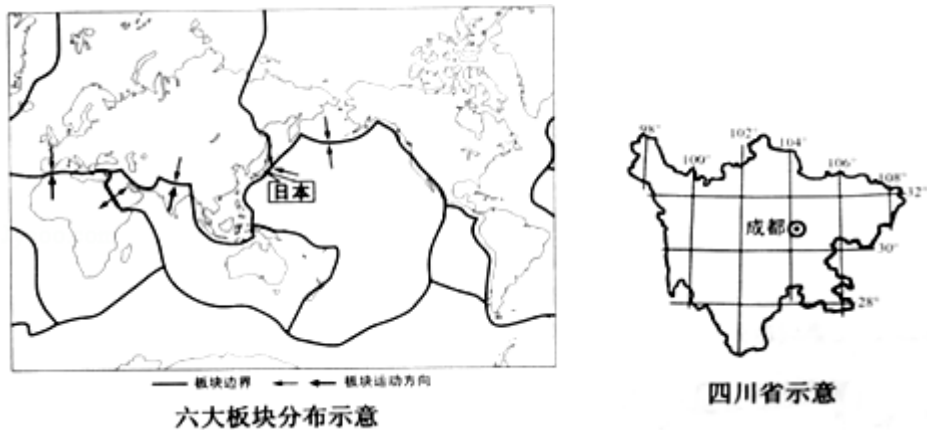 日本
板块边界
板块运动方向
六大板块分布示意
98°
100°
102°
104°
106°
108°
32°
成都
30°
28°
四川省示意